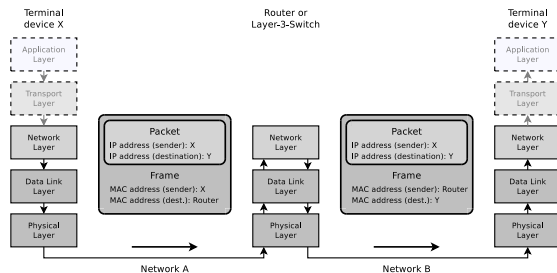 Terminal
device X
Router or
Layer-3-Switch
Terminal
device Y
Application
Layer
Transport
Layer
Network
Layer
Data Link
Layer
Physical
Layer
Packet
IP address (sender): X
IP address (destination): Y
Frame
MAC address (sender): X
MAC address (dest.): Router
Network A
Network
Layer
Data Link
Layer
Physical
Layer
Packet
IP address (sender): X
IP address (destination): Y
Frame
MAC address (sender): Router
MAC address (dest.): Y
Network B
Application
Layer
Transport
Layer
Network
Layer
Data Link
Layer
Physical
Layer